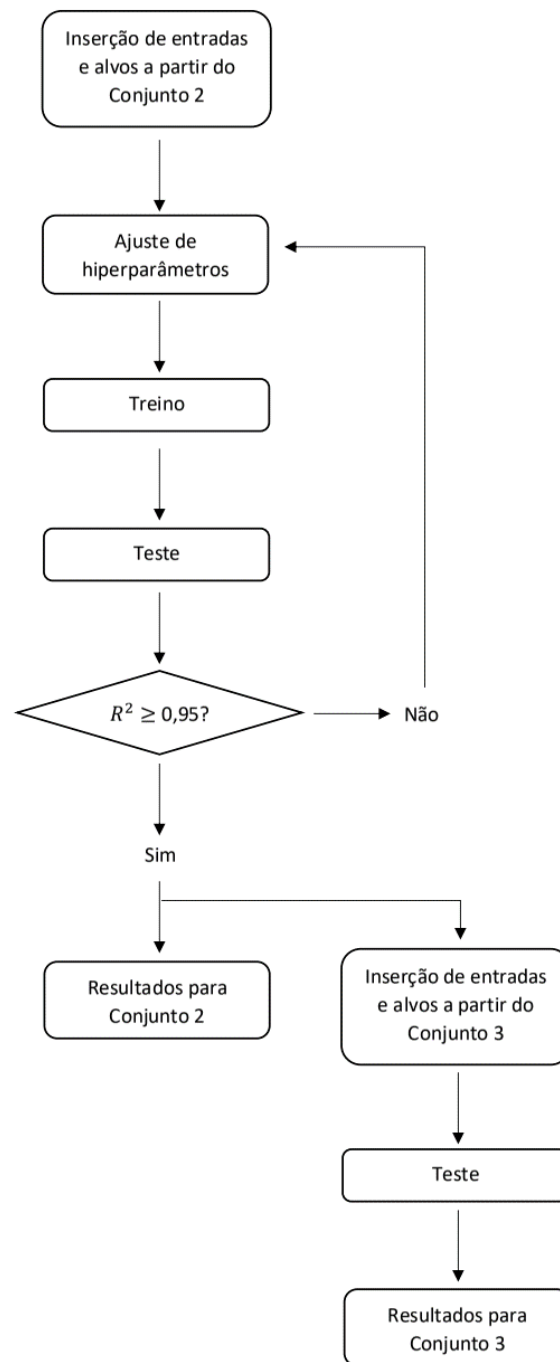 Inserção de entradas
e alvos a partir do
Conjunto 2
Ajuste de
hiperparâmetros
Treino
Teste
R² ≥ 0,95?
Não
Sim
Resultados para
Conjunto 2
Inserção de entradas
e alvos a partir do
Conjunto 3
Teste
Resultados para
Conjunto 3